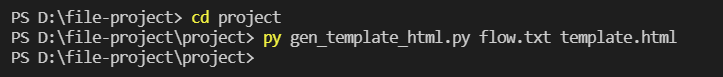 PS D:\file-project> cd project
PS D:\file-project\project> py gen_template_html.py flow.txt template.html
PS D:\file-project\project>